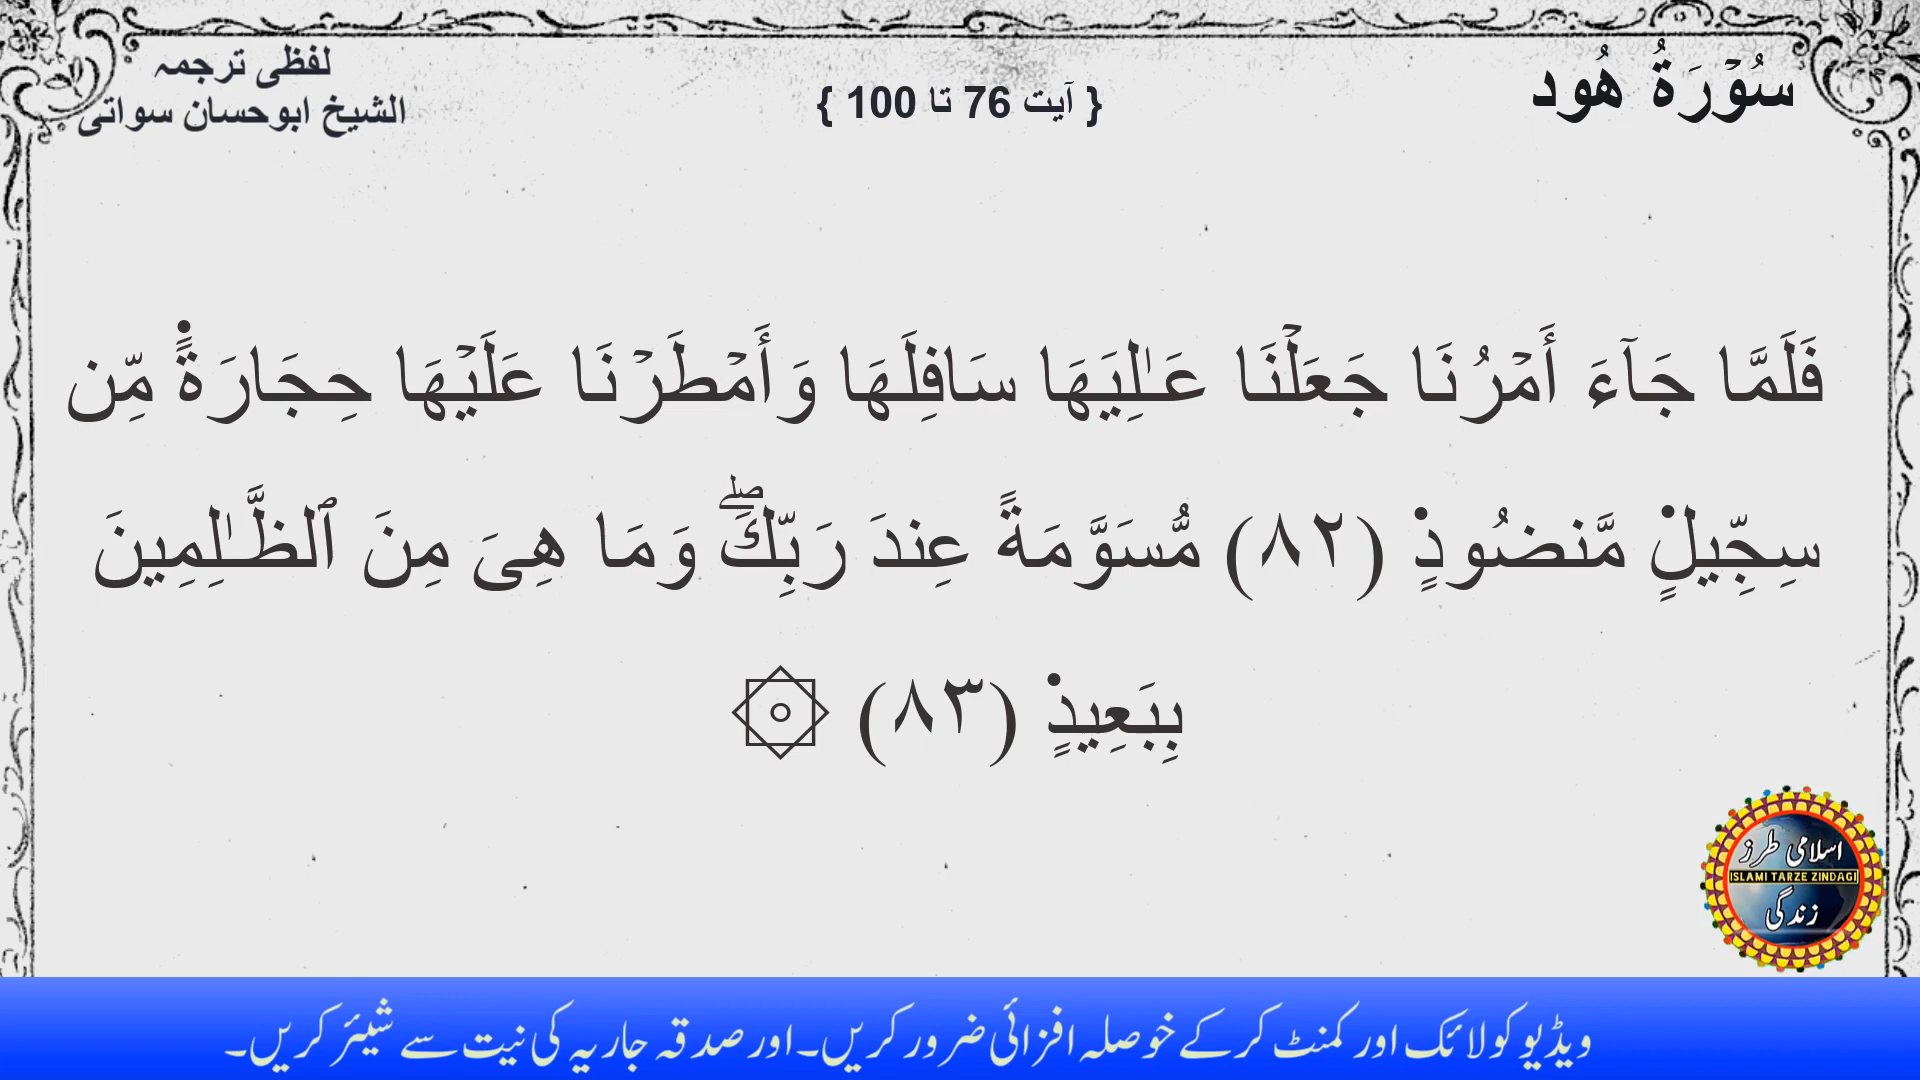 سُوۡرَةُ هُود
{ آیت 76 تا 100 }
لفظی ترجمہ
الشیخ ابوحسان سواتی
فَلَمَّا جَآءَ أَمۡرُنَا جَعَلۡنَا عَـٰلِيَهَا سَافِلَهَا وَأَمۡطَرۡنَا عَلَيۡهَا حِجَارَةً۬ مِّن
سِجِّيلٍ۬ مَّنضُودٍ۬ (٨٢) مُّسَوَّمَةً عِندَ رَبِّكَۖ وَمَا هِىَ مِنَ ٱلظَّـٰلِمِينَ
بِبَعِيدٍ۬ (٨٣) ۞
اسلامی طرز
ISLAMI TARZE ZINDAGI
زندگی
ویڈیو کو لائک اور کمنٹ کر کے خوصلہ افزائی ضرور کریں۔ اور صدقہ جاریہ کی نیت سے شیئر کریں۔